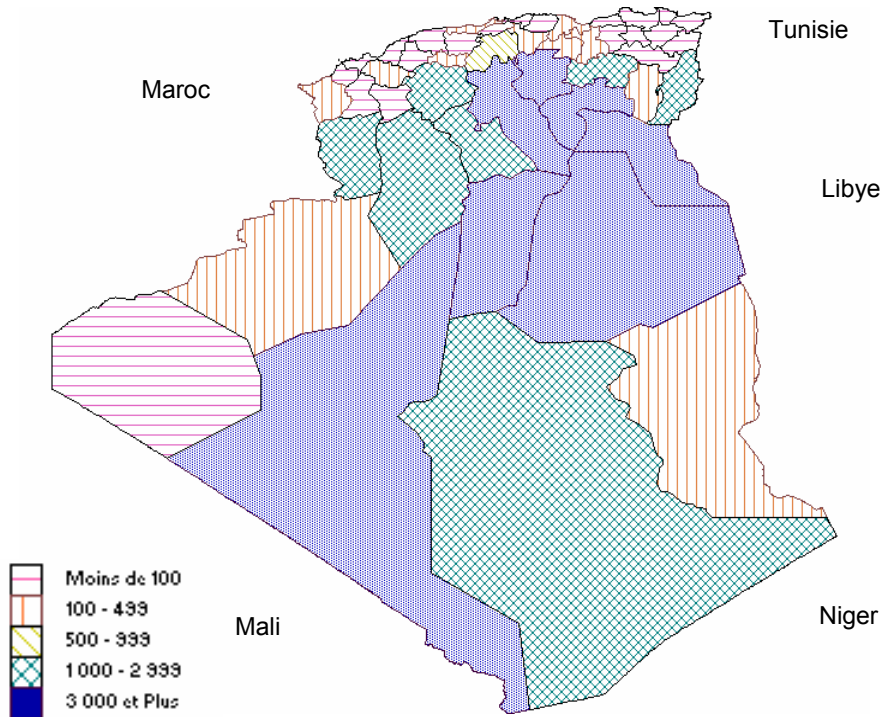 Tunisie
Maroc
Libye
Moins de 100
100 - 499
500 - 999
1 000 - 2 999
3 000 et Plus
Mali
Niger